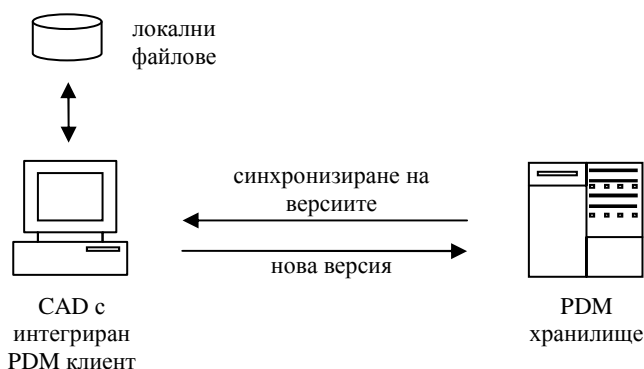 локални
файлове
синхронизиране на
версиите
нова версия
CAD с
интегриран
PDM клиент
PDM
хранилище